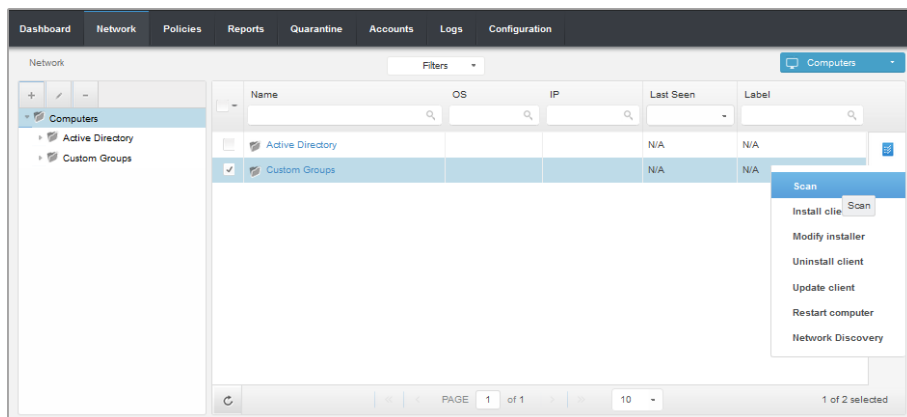 Dashboard Network Policies Reports Quarantine Accounts Logs Configuration
Network Filters Computers
Name OS IP Last Seen Label
Computers
Active Directory
Custom Groups
Active Directory N/A N/A
Custom Groups N/A N/A
Scan
Install clie
Scan
Modify installer
Uninstall client
Update client
Restart computer
Network Discovery
PAGE 1 of 1 10 1 of 2 selected